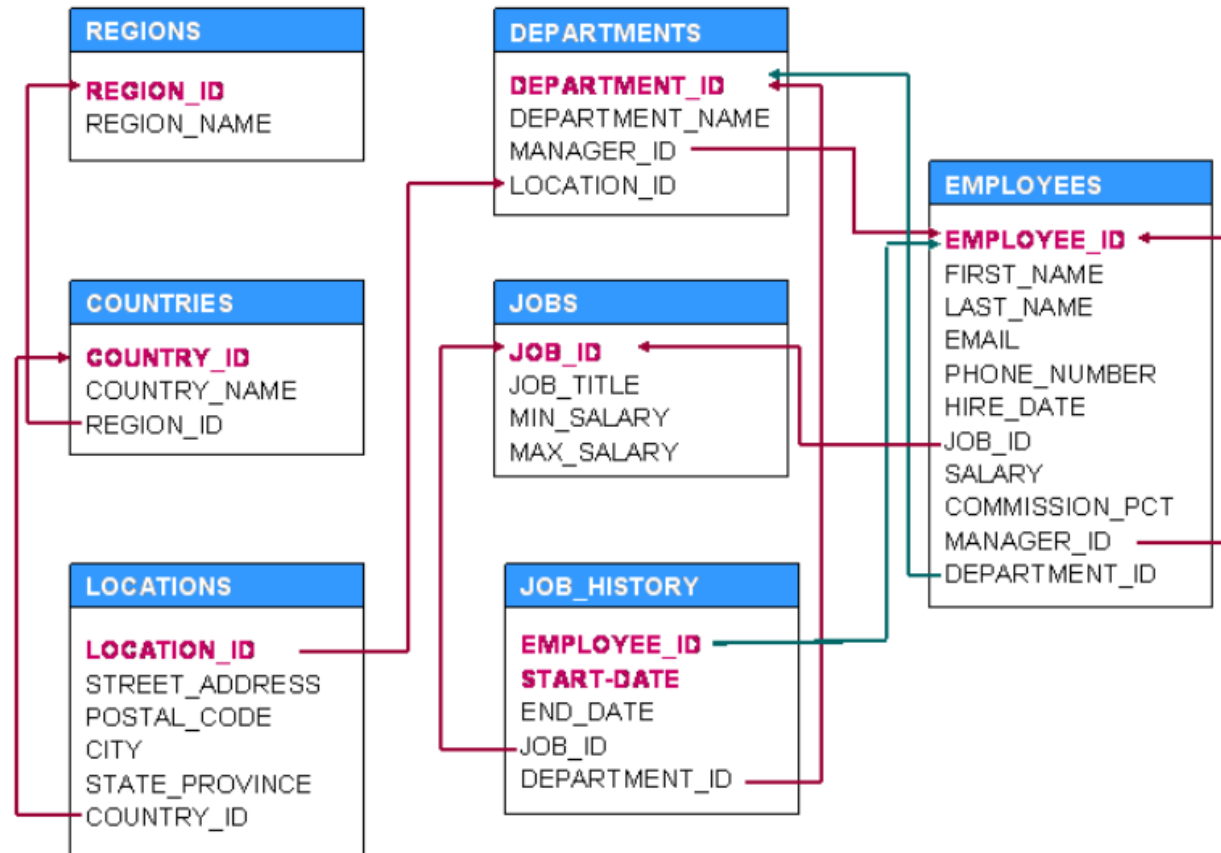 REGIONS
REGION_ID
REGION_NAME
DEPARTMENTS
DEPARTMENT_ID
DEPARTMENT_NAME
MANAGER_ID
LOCATION_ID
EMPLOYEES
EMPLOYEE_ID
FIRST_NAME
LAST_NAME
EMAIL
PHONE_NUMBER
HIRE_DATE
JOB_ID
SALARY
COMMISSION_PCT
MANAGER_ID
DEPARTMENT_ID
COUNTRIES
COUNTRY_ID
COUNTRY_NAME
REGION_ID
JOBS
JOB_ID
JOB_TITLE
MIN_SALARY
MAX_SALARY
LOCATIONS
LOCATION_ID
STREET_ADDRESS
POSTAL_CODE
CITY
STATE_PROVINCE
COUNTRY_ID
JOB_HISTORY
EMPLOYEE_ID
START-DATE
END_DATE
JOB_ID
DEPARTMENT_ID